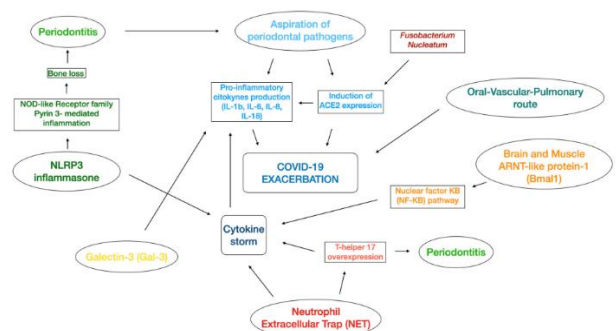 Periodontitis
Aspiration of
periodontal pathogens
Fusobacterium
Nucleatum
Bone loss
NOD-like Receptor family
Pyrin 3- mediated
inflammation
Pro-inflammatory
citokynes production
(IL-1b, IL-6, IL-8,
IL-18)
Induction of
ACE2 expression
Oral-Vascular-Pulmonary
route
NLRP3
inflammasone
COVID-19
EXACERBATION
Brain and Muscle
ARNT-like protein-1
(Bmal1)
Nuclear factor KB
(NF-KB) pathway
Cytokine
storm
T-helper 17
overexpression
Periodontitis
Galectin-3 (Gal-3)
Neutrophil
Extracellular Trap (NET)